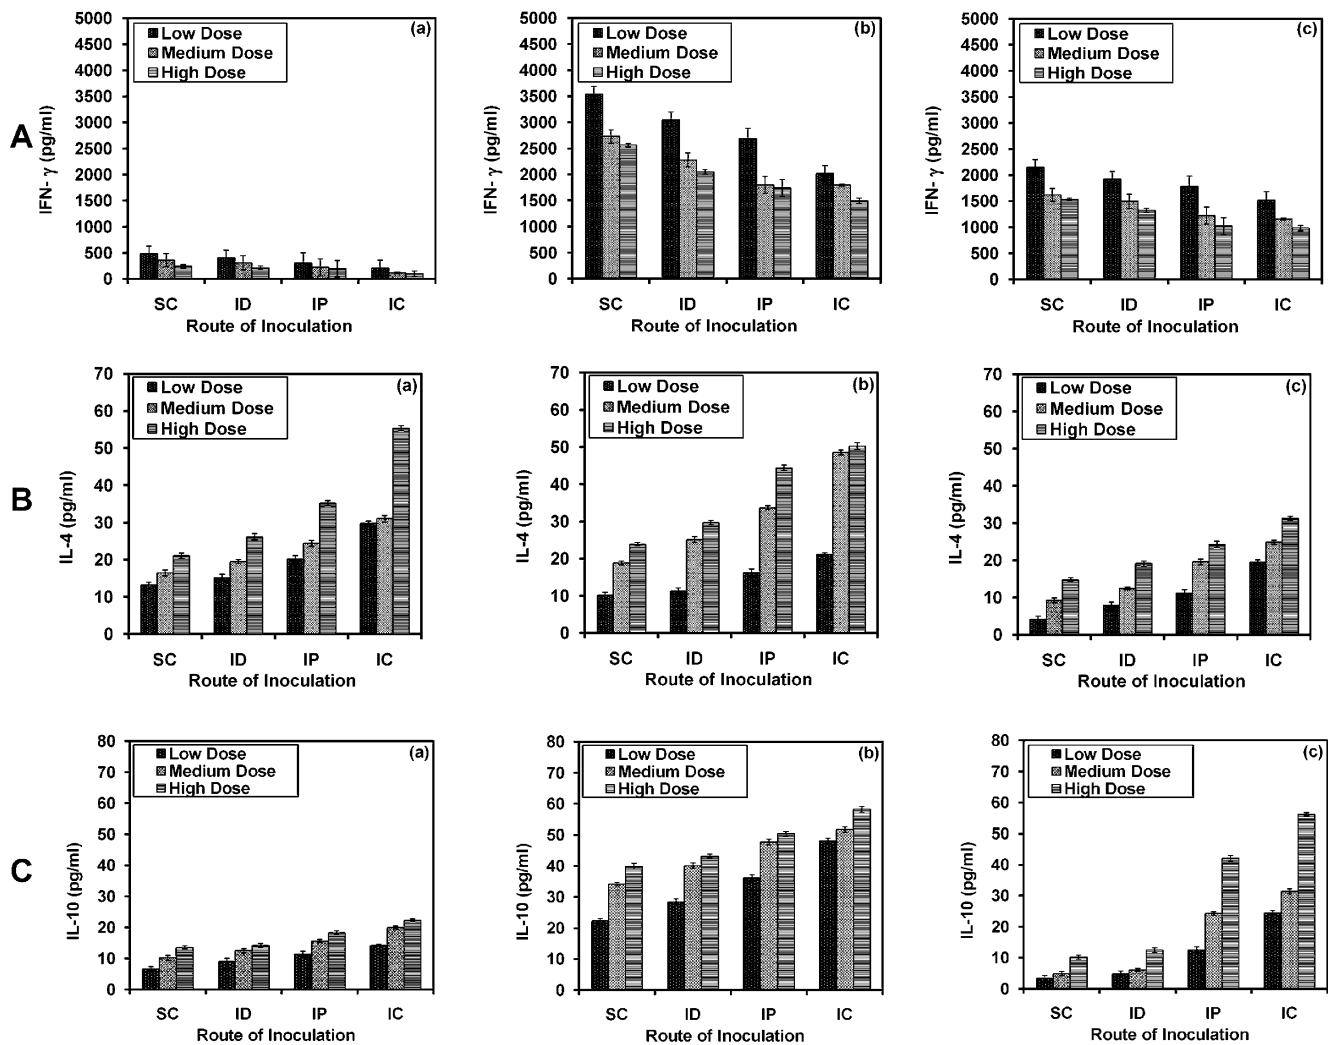 A
(a)
Low Dose
Medium Dose
High Dose
IFN- γ (pg/ml)
5000
4500
4000
3500
3000
2500
2000
1500
1000
500
0
SC ID IP IC
Route of Inoculation
(b)
Low Dose
Medium Dose
High Dose
IFN- γ (pg/ml)
5000
4500
4000
3500
3000
2500
2000
1500
1000
500
0
SC ID IP IC
Route of Inoculation
(c)
Low Dose
Medium Dose
High Dose
IFN- γ (pg/ml)
5000
4500
4000
3500
3000
2500
2000
1500
1000
500
0
SC ID IP IC
Route of Inoculation
B
(a)
Low Dose
Medium Dose
High Dose
IL-4 (pg/ml)
70
60
50
40
30
20
10
0
SC ID IP IC
Route of Inoculation
(b)
Low Dose
Medium Dose
High Dose
IL-4 (pg/ml)
70
60
50
40
30
20
10
0
SC ID IP IC
Route of Inoculation
(c)
Low Dose
Medium Dose
High Dose
IL-4 (pg/ml)
70
60
50
40
30
20
10
0
SC ID IP IC
Route of Inoculation
C
(a)
Low Dose
Medium Dose
High Dose
IL-10 (pg/ml)
80
70
60
50
40
30
20
10
0
SC ID IP IC
Route of Inoculation
(b)
Low Dose
Medium Dose
High Dose
IL-10 (pg/ml)
80
70
60
50
40
30
20
10
0
SC ID IP IC
Route of Inoculation
(c)
Low Dose
Medium Dose
High Dose
IL-10 (pg/ml)
80
70
60
50
40
30
20
10
0
SC ID IP IC
Route of Inoculation